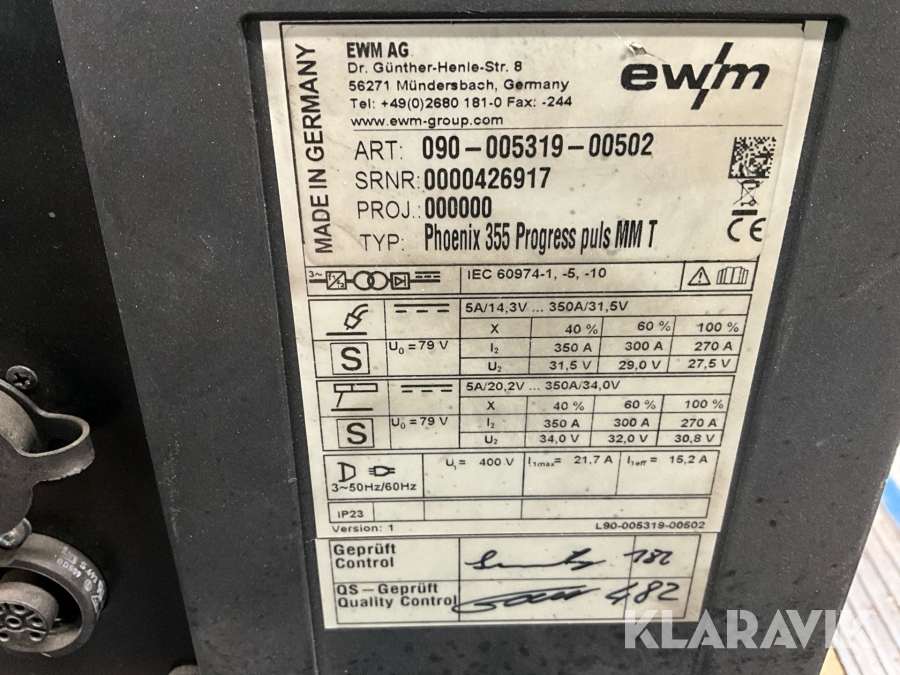 MADE IN GERMANY
EWM AG
Dr. Günther-Henle-Str. 8
56271 Mündersbach, Germany
Tel: +49(0)2680 181-0 Fax: -244
www.ewm-group.com
ewm
ART: 090-005319-00502
SRNR: 0000426917
PROJ.: 000000
TYP: Phoenix 355 Progress puls MM T
CE
3~ f1/f2 IEC 60974-1, -5, -10
5A/14,3V ... 350A/31,5V
X 40 % 60 % 100 %
S U0 = 79 V I2 350 A 300 A 270 A
U2 31,5 V 29,0 V 27,5 V
5A/20,2V ... 350A/34,0V
X 40 % 60 % 100 %
S U0 = 79 V I2 350 A 300 A 270 A
U2 34,0 V 32,0 V 30,8 V
U1 = 400 V I1max = 21,7 A I1eff = 15,2 A
3~50Hz/60Hz
IP23
Version: 1 L90-005319-00502
Geprüft
Control 182
QS-Geprüft
Quality Control 482
KLARAVIK